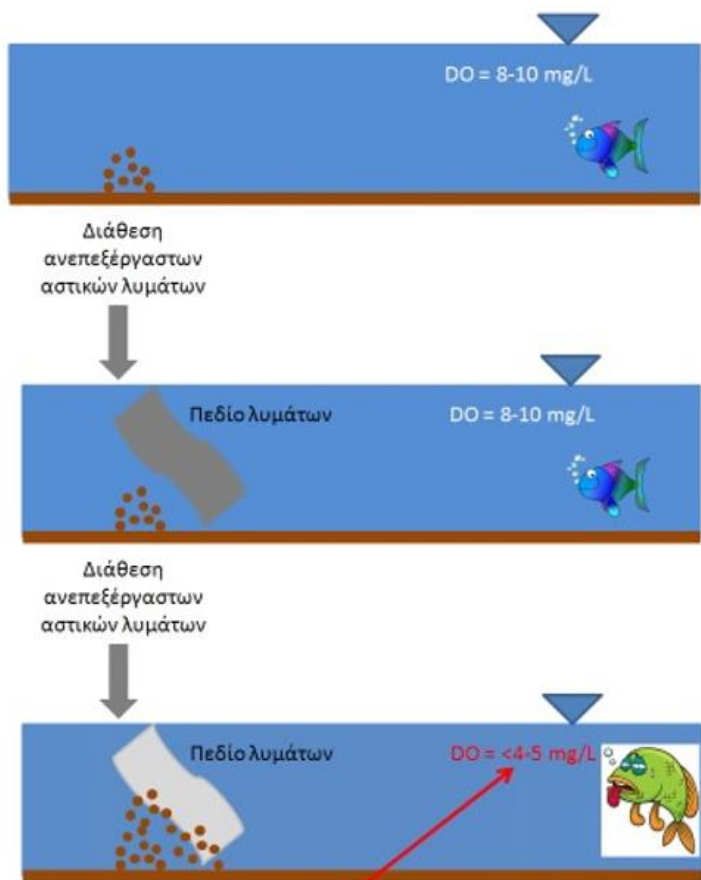 DO = 8-10 mg/L
Διάθεση
ανεπεξέργαστων
αστικών λυμάτων
Πεδίο λυμάτων
DO = 8-10 mg/L
Διάθεση
ανεπεξέργαστων
αστικών λυμάτων
Πεδίο λυμάτων
DO = <4-5 mg/L